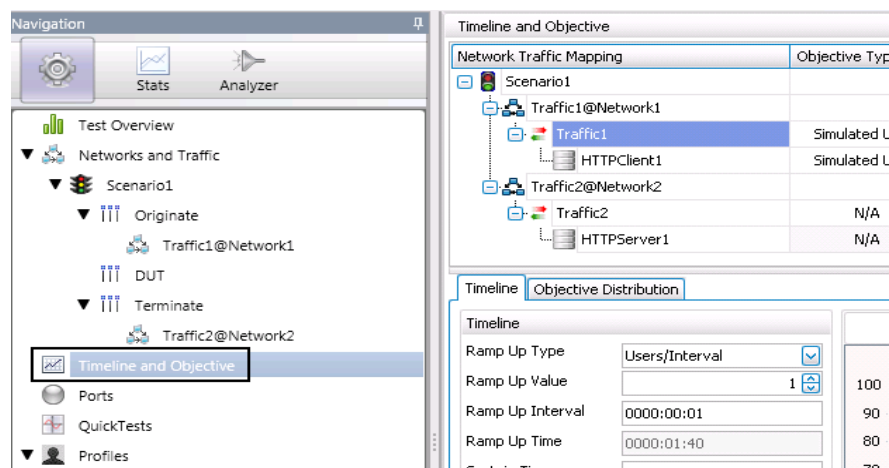 Navigation
Stats
Analyzer
Test Overview
Networks and Traffic
Scenario1
Originate
Traffic1@Network1
DUT
Terminate
Traffic2@Network2
Timeline and Objective
Ports
QuickTests
Profiles
Timeline and Objective
Network Traffic Mapping Objective Typ
Scenario1
Traffic1@Network1
Traffic1 Simulated U
HTTPClient1 Simulated U
Traffic2@Network2
Traffic2 N/A
HTTPServer1 N/A
Timeline Objective Distribution
Timeline
Ramp Up Type Users/Interval
Ramp Up Value 1
Ramp Up Interval 0000:00:01
Ramp Up Time 0000:01:40
100
90
80